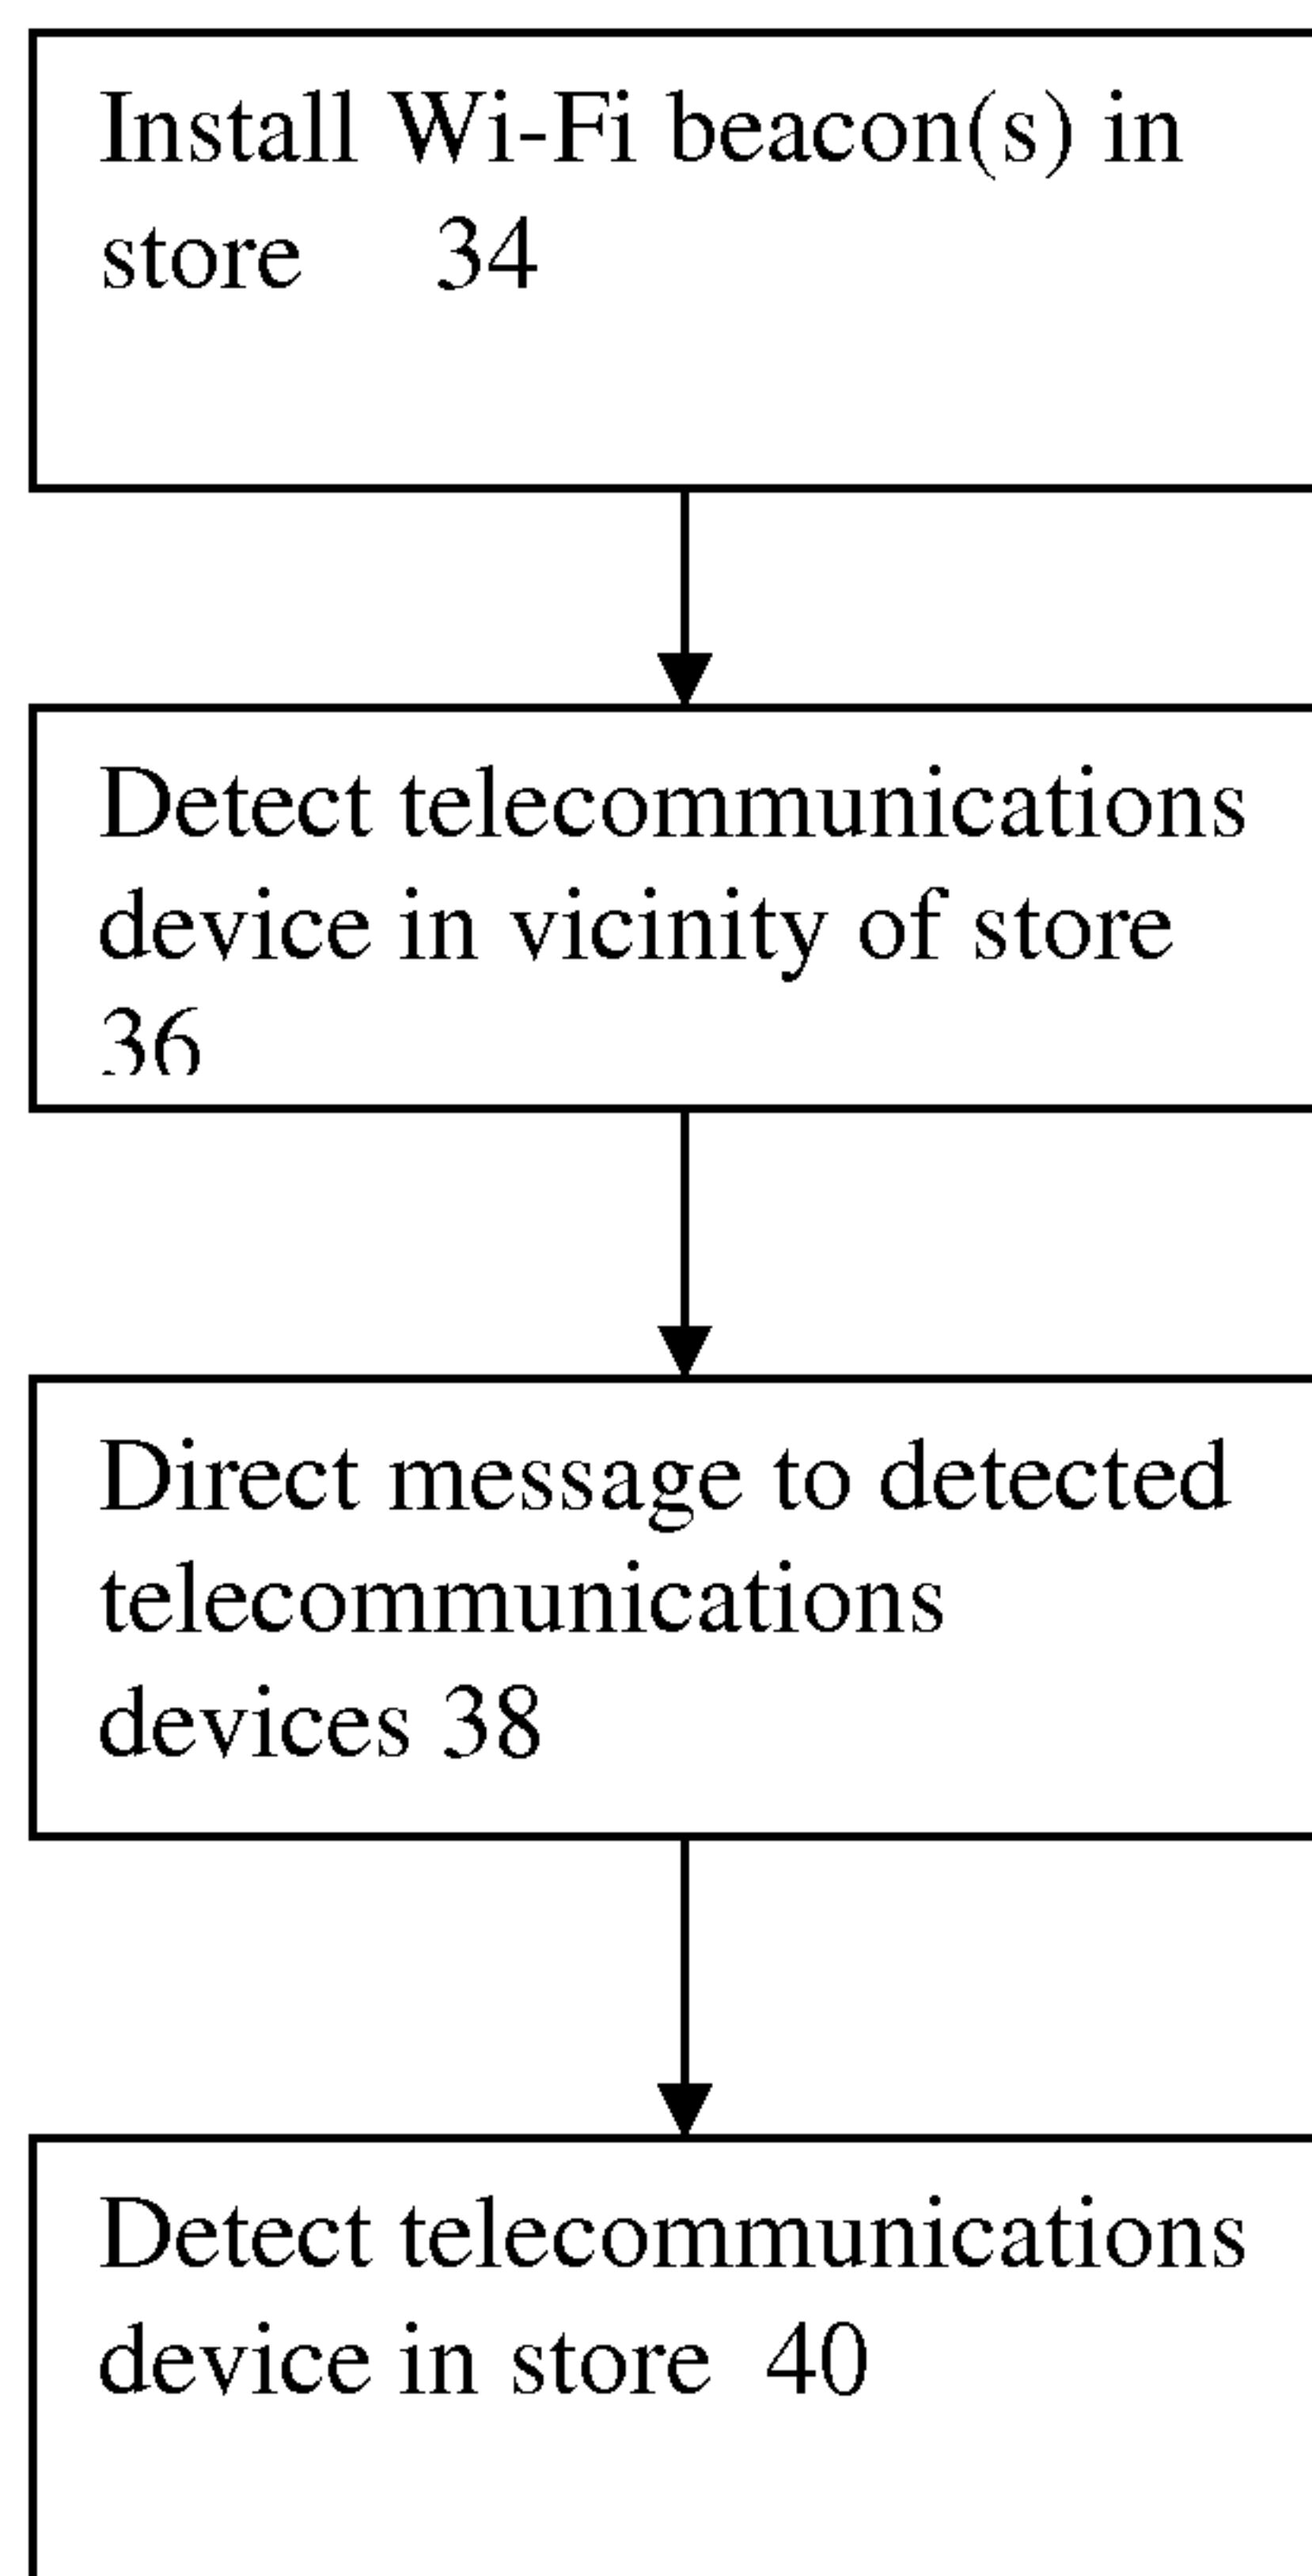 Install Wi-Fi beacon(s) in
store 34
Detect telecommunications
device in vicinity of store
36
Direct message to detected
telecommunications
devices 38
Detect telecommunications
device in store 40